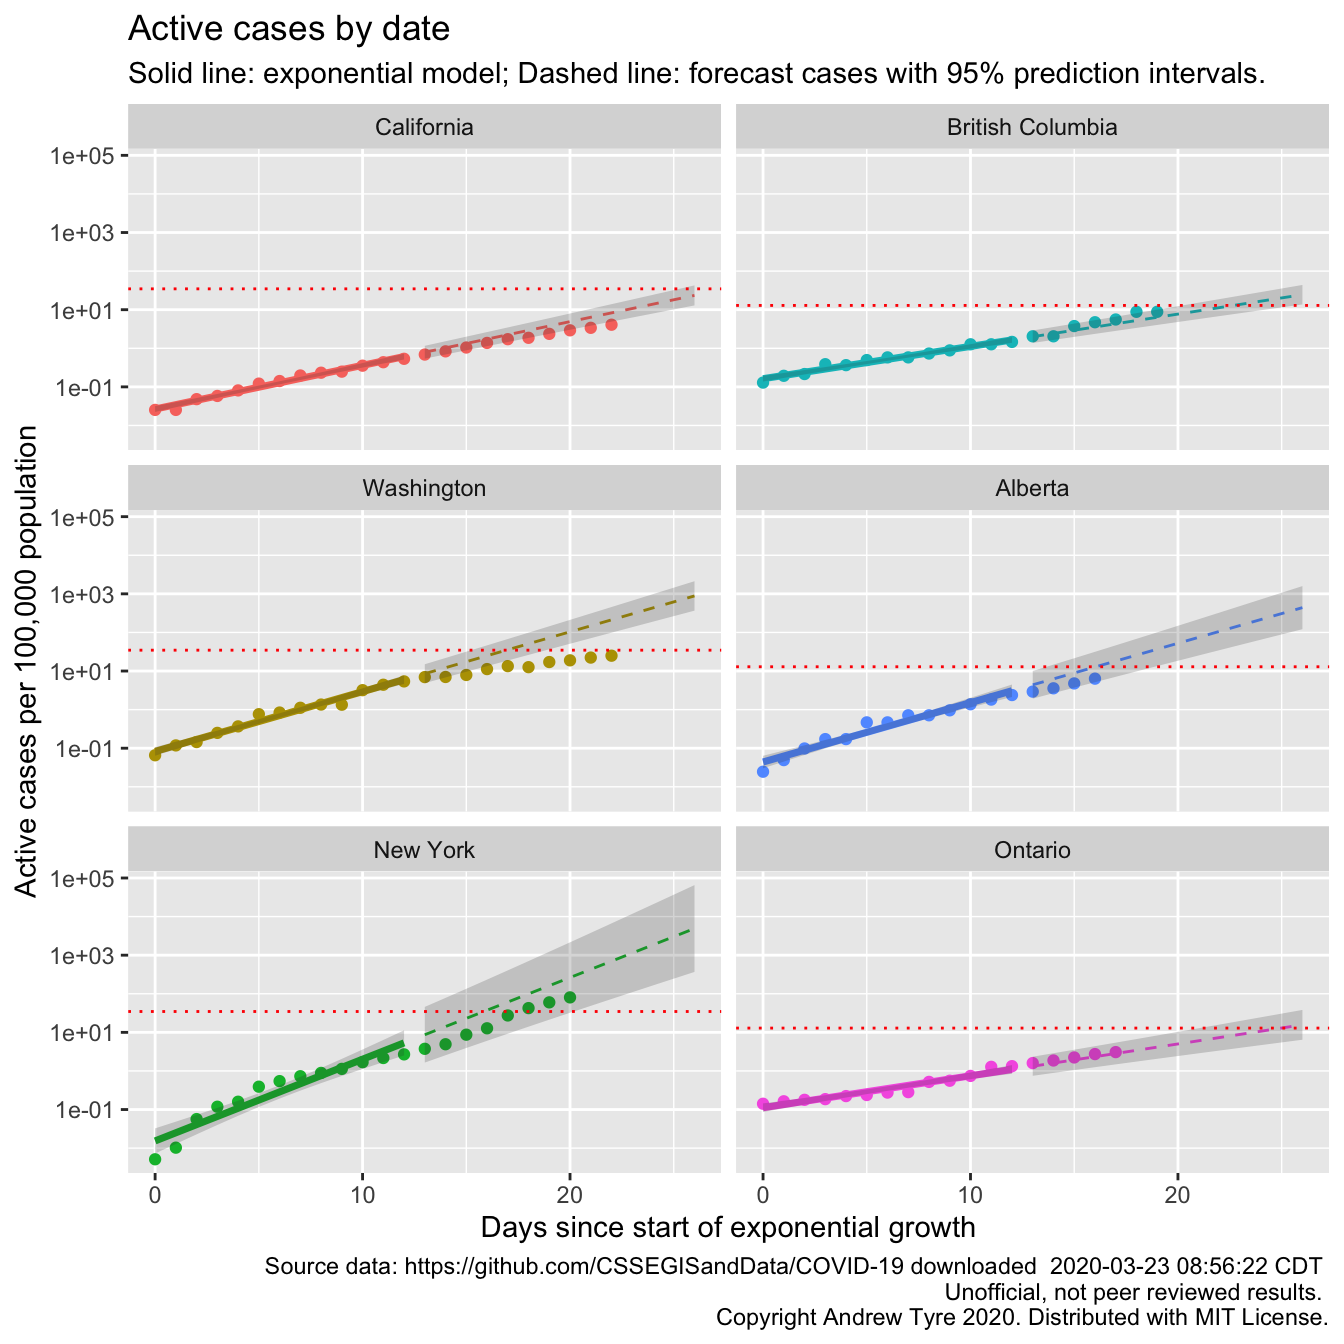 Active cases by date
Solid line: exponential model; Dashed line: forecast cases with 95% prediction intervals.
California
British Columbia
1e+05
1e+03
1e+01
1e-01
Washington
Alberta
1e+05
1e+03
1e+01
1e-01
New York
Ontario
1e+05
1e+03
1e+01
1e-01
Active cases per 100,000 population
0 10 20 0 10 20
Days since start of exponential growth
Source data: https://github.com/CSSEGISandData/COVID-19 downloaded  2020-03-23 08:56:22 CDT
Unofficial, not peer reviewed results.
Copyright Andrew Tyre 2020. Distributed with MIT License.